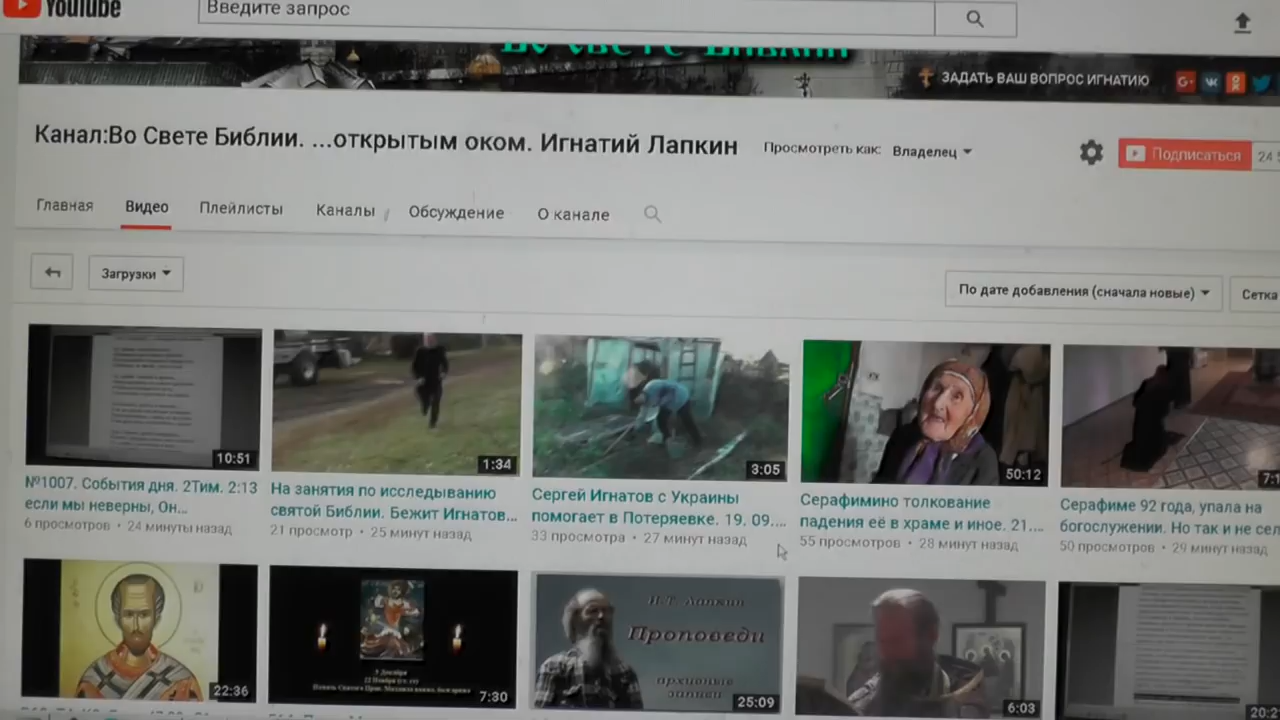 YouTube
Введите запрос
ЗАДАТЬ ВАШ ВОПРОС ИГНАТИЮ
Канал:Во Свете Библии. ...открытым оком. Игнатий Лапкин
Просмотреть как: Владелец
Подписаться
Главная Видео Плейлисты Каналы Обсуждение О канале
Загрузки
По дате добавления (сначала новые)
Сетка
10:51
1:34
3:05
50:12
№1007. События дня. 2Тим. 2:13
если мы неверны, Он...
6 просмотров • 24 минуты назад
На занятия по исследыванию
святой Библии. Бежит Игнатов...
21 просмотр • 25 минут назад
Сергей Игнатов с Украины
помогает в Потеряевке. 19. 09....
33 просмотра • 27 минут назад
Серафимино толкование
падения её в храме и иное. 21....
55 просмотров • 28 минут назад
Серафиме 92 года, упала на
богослужении. Но так и не сел
50 просмотров • 29 минут назад
22:36
7:30
И.Т. Лапкин
Проповеди
архивные
записи
25:09
6:03